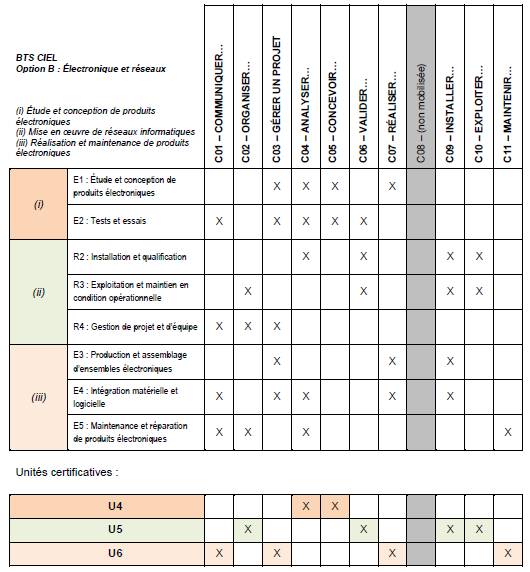 BTS CIEL
Option B : Électronique et réseaux
(i) Étude et conception de produits
électroniques
(ii) Mise en œuvre de réseaux informatiques
(iii) Réalisation et maintenance de produits
électroniques
C01 – COMMUNIQUER…
C02 – ORGANISER…
C03 – GÉRER UN PROJET
C04 – ANALYSER…
C05 – CONCEVOIR…
C06 – VALIDER…
C07 – RÉALISER…
C08 – (non mobilisée)
C09 – INSTALLER…
C10 – EXPLOITER…
C11 – MAINTENIR…
(i)
E1 : Étude et conception de
produits électroniques
X X X X
E2 : Tests et essais
X X X X X
(ii)
R2 : Installation et qualification
X X X X
R3 : Exploitation et maintien en
condition opérationnelle
X X X X
R4 : Gestion de projet et d'équipe
X X X
(iii)
E3 : Production et assemblage
d'ensembles électroniques
X X X
E4 : Intégration matérielle et
logicielle
X X X X X
E5 : Maintenance et réparation
de produits électroniques
X X X X
Unités certificatives :
U4 X X
U5 X X X X
U6 X X X X